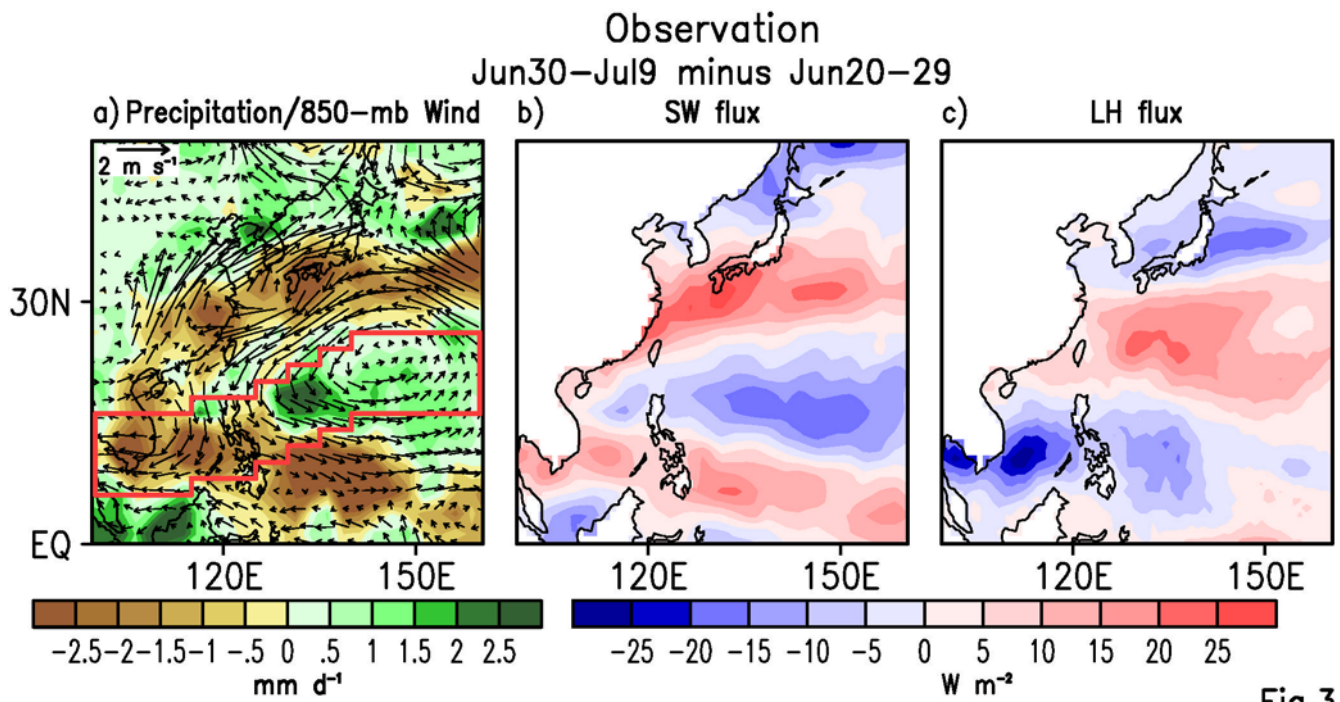 Observation
Jun30-Jul9 minus Jun20-29
a) Precipitation/850-mb Wind
b) SW flux
c) LH flux
2 m s⁻¹
30N
EQ
120E 150E 120E 150E 120E 150E
-2.5 -2 -1.5 -1 -.5 0 .5 1 1.5 2 2.5
mm d⁻¹
-25 -20 -15 -10 -5 0 5 10 15 20 25
W m⁻²